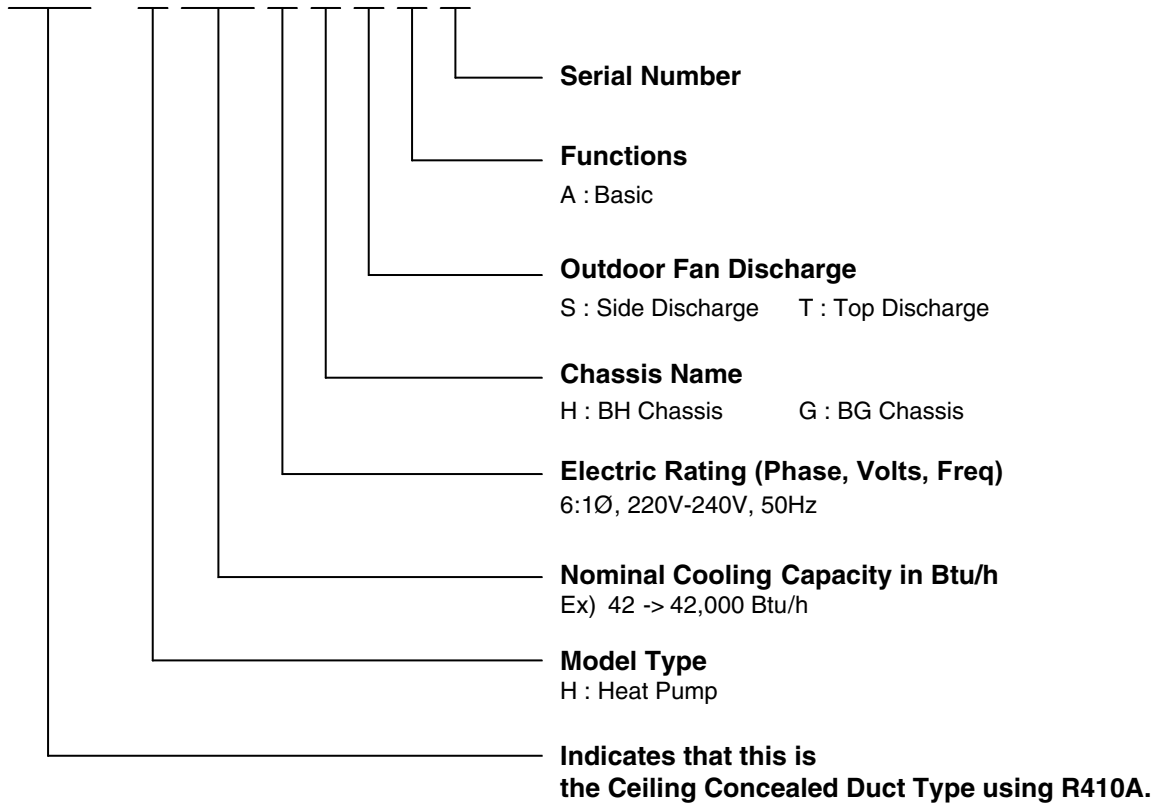 Serial Number
Functions
A : Basic
Outdoor Fan Discharge
S : Side Discharge T : Top Discharge
Chassis Name
H : BH Chassis G : BG Chassis
Electric Rating (Phase, Volts, Freq)
6:1Ø, 220V-240V, 50Hz
Nominal Cooling Capacity in Btu/h
Ex) 42 -> 42,000 Btu/h
Model Type
H : Heat Pump
Indicates that this is
the Ceiling Concealed Duct Type using R410A.